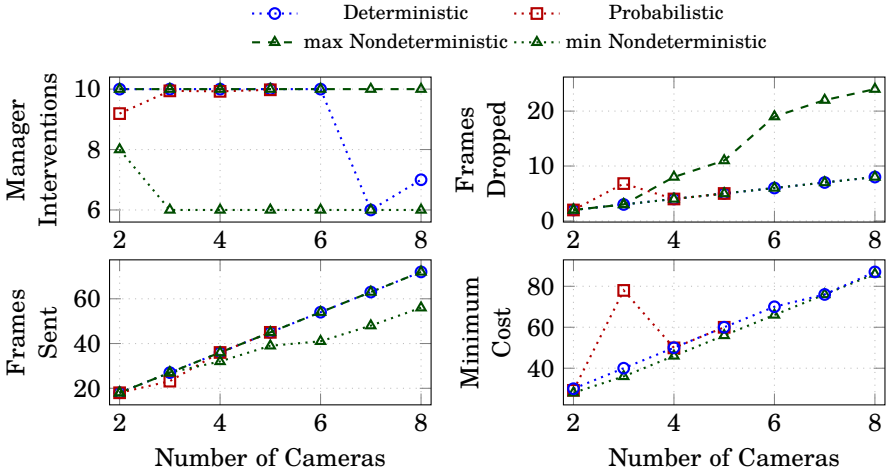 Deterministic
Probabilistic
max Nondeterministic
min Nondeterministic
Manager
Interventions
10
8
6
2 4 6 8
Frames
Dropped
20
10
0
2 4 6 8
Frames
Sent
60
40
20
2 4 6 8
Number of Cameras
Minimum
Cost
80
60
40
2 4 6 8
Number of Cameras